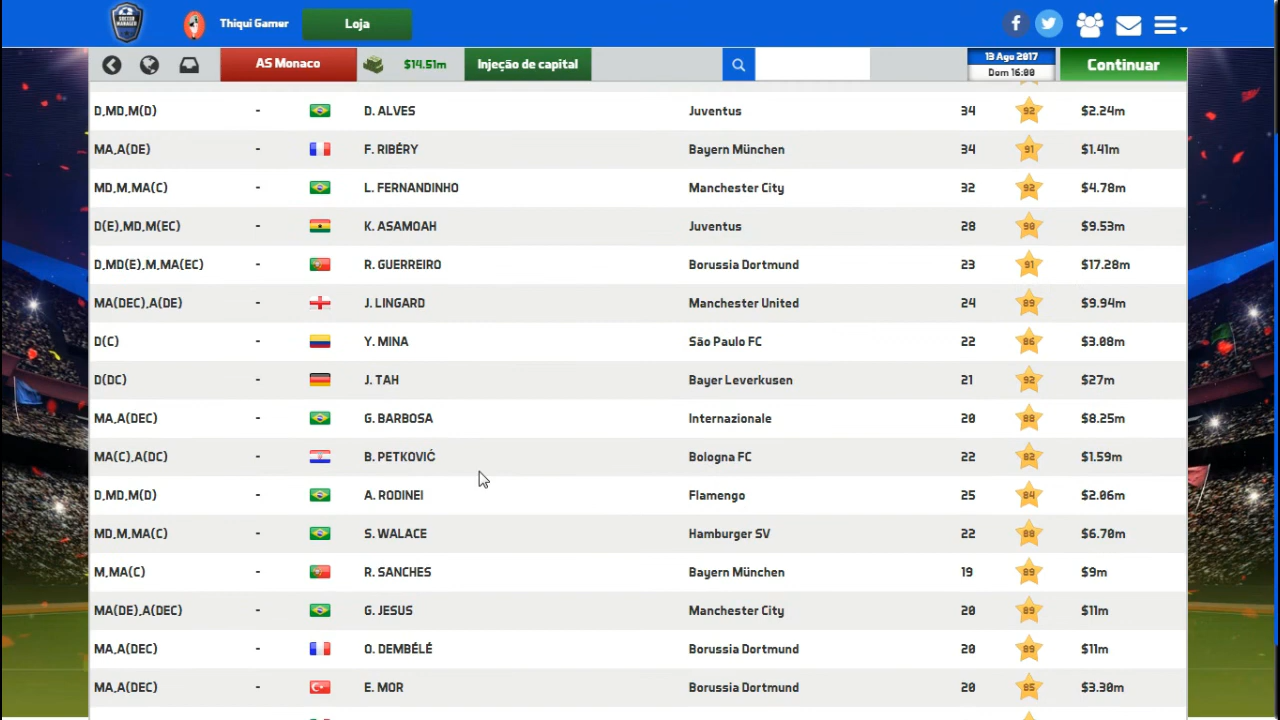 SOCCER MANAGER Thiqui Gamer Loja
AS Monaco $14.51m Injeção de capital 13 Ago 2017 Dom 16:00 Continuar
D,MD,M(D) - D. ALVES Juventus 34 92 $2.24m
MA,A(DE) - F. RIBÉRY Bayern München 34 91 $1.41m
MD,M,MA(C) - L. FERNANDINHO Manchester City 32 92 $4.78m
D(E),MD,M(EC) - K. ASAMOAH Juventus 28 90 $9.53m
D,MD(E),M,MA(EC) - R. GUERREIRO Borussia Dortmund 23 91 $17.28m
MA(DEC),A(DE) - J. LINGARD Manchester United 24 89 $9.94m
D(C) - Y. MINA São Paulo FC 22 86 $3.08m
D(DC) - J. TAH Bayer Leverkusen 21 92 $27m
MA,A(DEC) - G. BARBOSA Internazionale 20 88 $8.25m
MA(C),A(DC) - B. PETKOVIĆ Bologna FC 22 82 $1.59m
D,MD,M(D) - A. RODINEI Flamengo 25 84 $2.06m
MD,M,MA(C) - S. WALACE Hamburger SV 22 88 $6.70m
M,MA(C) - R. SANCHES Bayern München 19 89 $9m
MA(DE),A(DEC) - G. JESUS Manchester City 20 89 $11m
MA,A(DEC) - O. DEMBÉLÉ Borussia Dortmund 20 89 $11m
MA,A(DEC) - E. MOR Borussia Dortmund 20 85 $3.30m